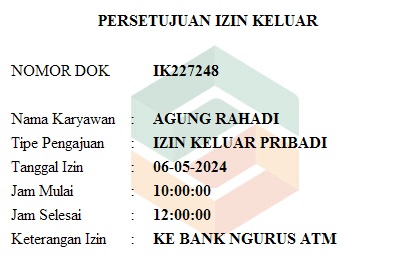 PERSETUJUAN IZIN KELUAR
NOMOR DOK IK227248
Nama Karyawan : AGUNG RAHADI
Tipe Pengajuan : IZIN KELUAR PRIBADI
Tanggal Izin : 06-05-2024
Jam Mulai : 10:00:00
Jam Selesai : 12:00:00
Keterangan Izin : KE BANK NGURUS ATM